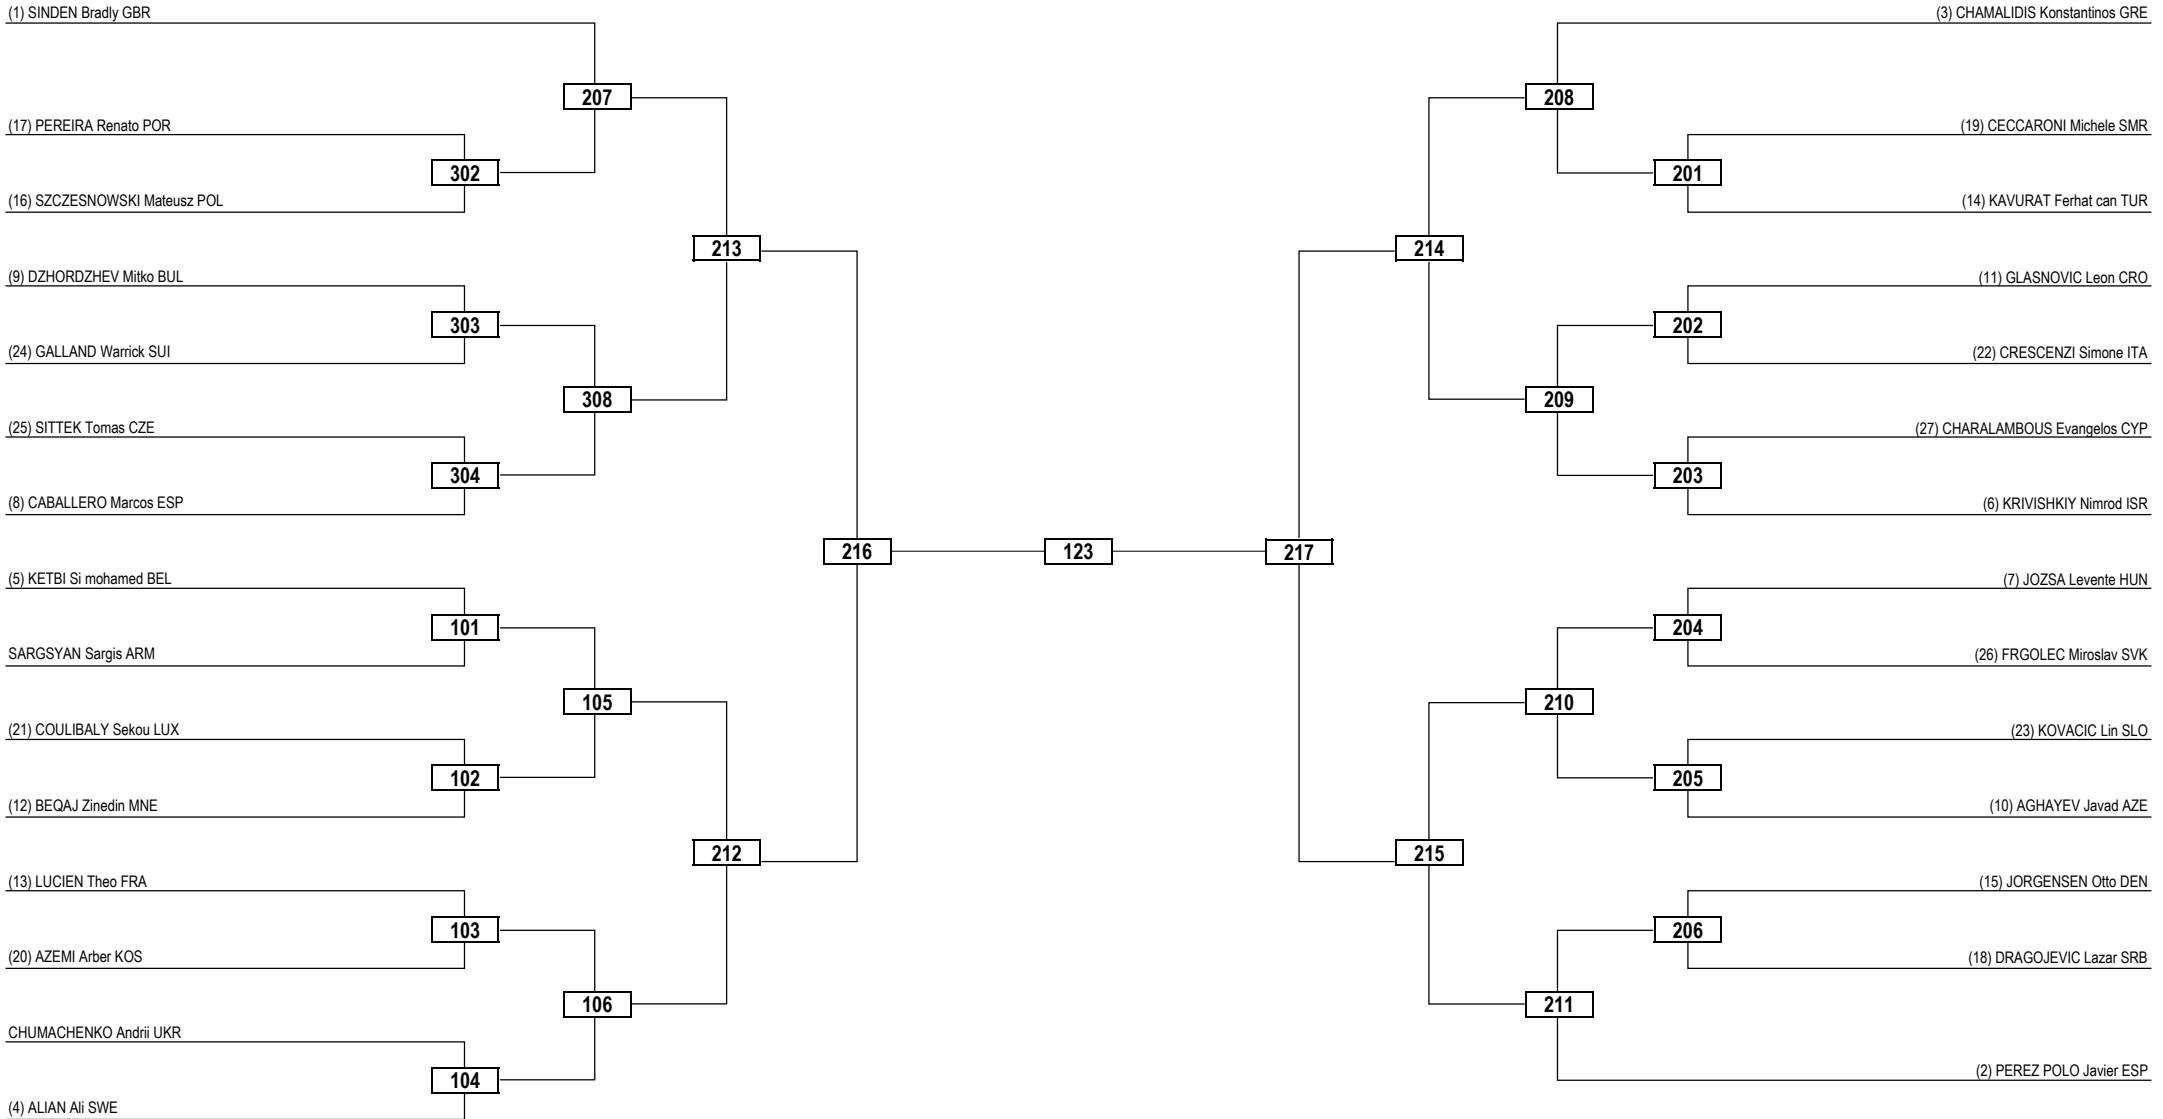 (1) SINDEN Bradly GBR
(3) CHAMALIDIS Konstantinos GRE
207
208
(17) PEREIRA Renato POR
(19) CECCARONI Michele SMR
302
201
(16) SZCZESNOWSKI Mateusz POL
(14) KAVURAT Ferhat can TUR
213
214
(9) DZHORDZHEV Mitko BUL
(11) GLASNOVIC Leon CRO
303
202
(24) GALLAND Warrick SUI
(22) CRESCENZI Simone ITA
308
209
(25) SITTEK Tomas CZE
(27) CHARALAMBOUS Evangelos CYP
304
203
(8) CABALLERO Marcos ESP
(6) KRIVISHKIY Nimrod ISR
216
123
217
(5) KETBI Si mohamed BEL
(7) JOZSA Levente HUN
101
204
SARGSYAN Sargis ARM
(26) FRGOLEC Miroslav SVK
105
210
(21) COULIBALY Sekou LUX
(23) KOVACIC Lin SLO
102
205
(12) BEQAJ Zinedin MNE
(10) AGHAYEV Javad AZE
212
215
(13) LUCIEN Theo FRA
(15) JORGENSEN Otto DEN
103
206
(20) AZEMI Arber KOS
(18) DRAGOJEVIC Lazar SRB
106
211
CHUMACHENKO Andrii UKR
(2) PEREZ POLO Javier ESP
104
(4) ALIAN Ali SWE